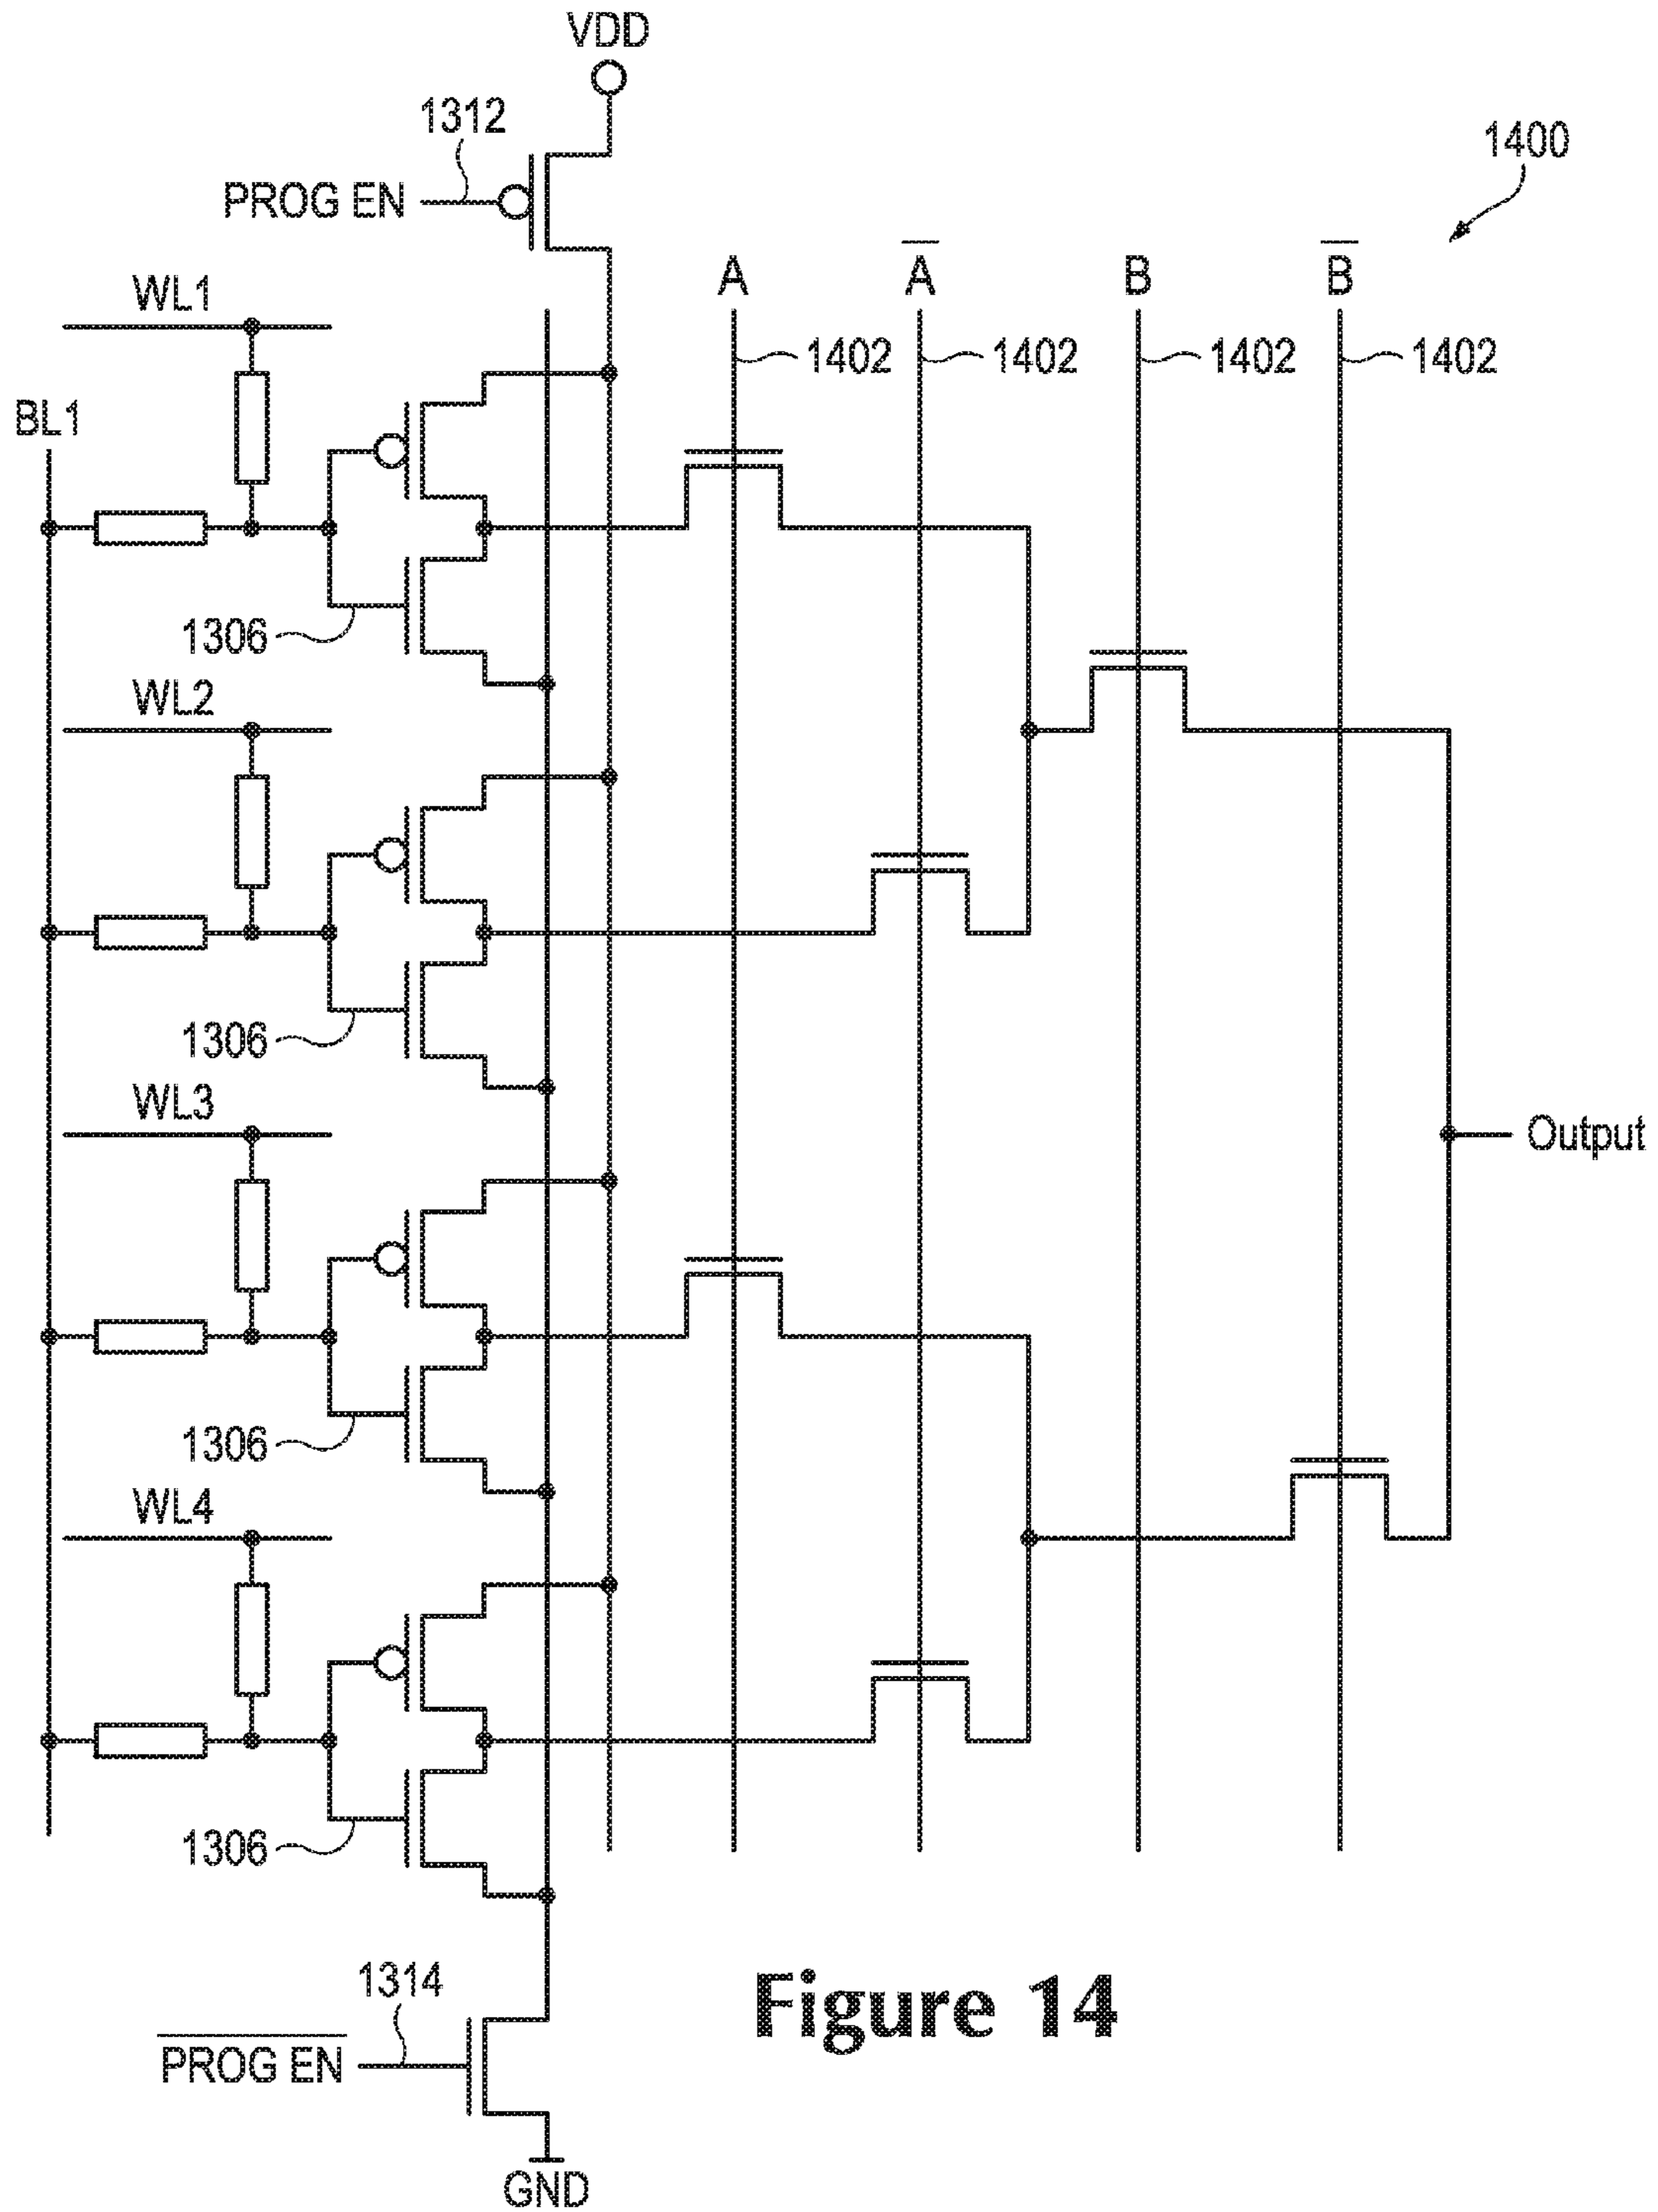 VDD
1312
PROG EN
1400
A
A
B
B
WL1
1402
1402
1402
1402
BL1
1306
WL2
1306
WL3
Output
1306
WL4
1306
1314
PROG EN
GND
Figure 14